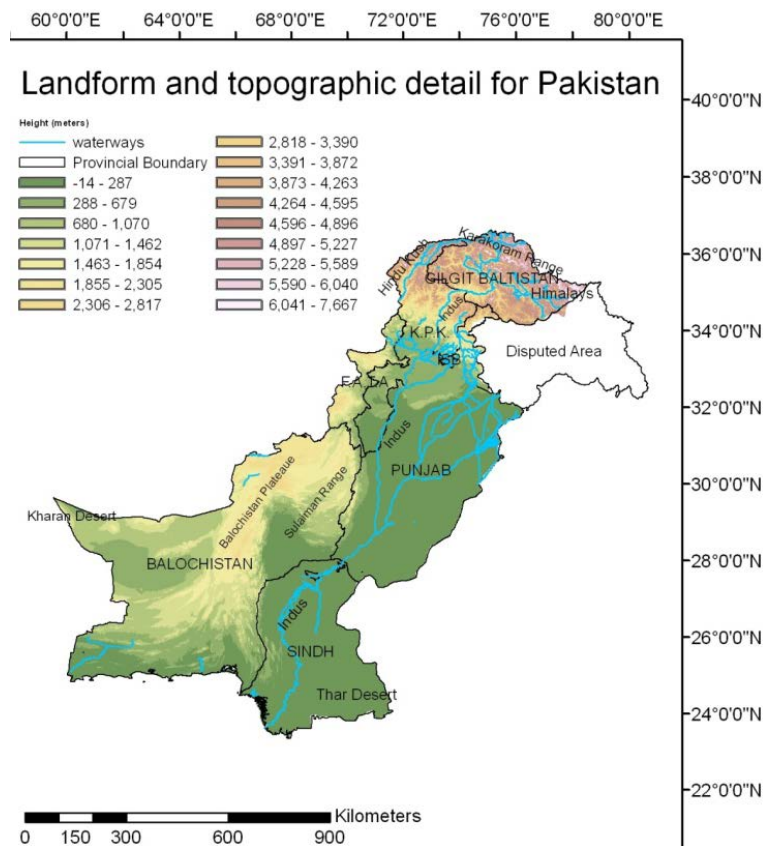 60°0'0"E 64°0'0"E 68°0'0"E 72°0'0"E 76°0'0"E 80°0'0"E
Landform and topographic detail for Pakistan
Height (meters)
waterways
Provincial Boundary
-14 - 287
288 - 679
680 - 1,070
1,071 - 1,462
1,463 - 1,854
1,855 - 2,305
2,306 - 2,817
2,818 - 3,390
3,391 - 3,872
3,873 - 4,263
4,264 - 4,595
4,596 - 4,896
4,897 - 5,227
5,228 - 5,589
5,590 - 6,040
6,041 - 7,667
40°0'0"N
38°0'0"N
36°0'0"N
34°0'0"N
32°0'0"N
30°0'0"N
28°0'0"N
26°0'0"N
24°0'0"N
22°0'0"N
Hindu Kush
Karakoram Range
GILGIT BALTISTAN
Himalays
Indus
K.P.K
Disputed Area
F.A.T.A
Indus
PUNJAB
Balochistan Plateaue
Sulaiman Range
Kharan Desert
BALOCHISTAN
Indus
SINDH
Thar Desert
Kilometers
0 150 300 600 900